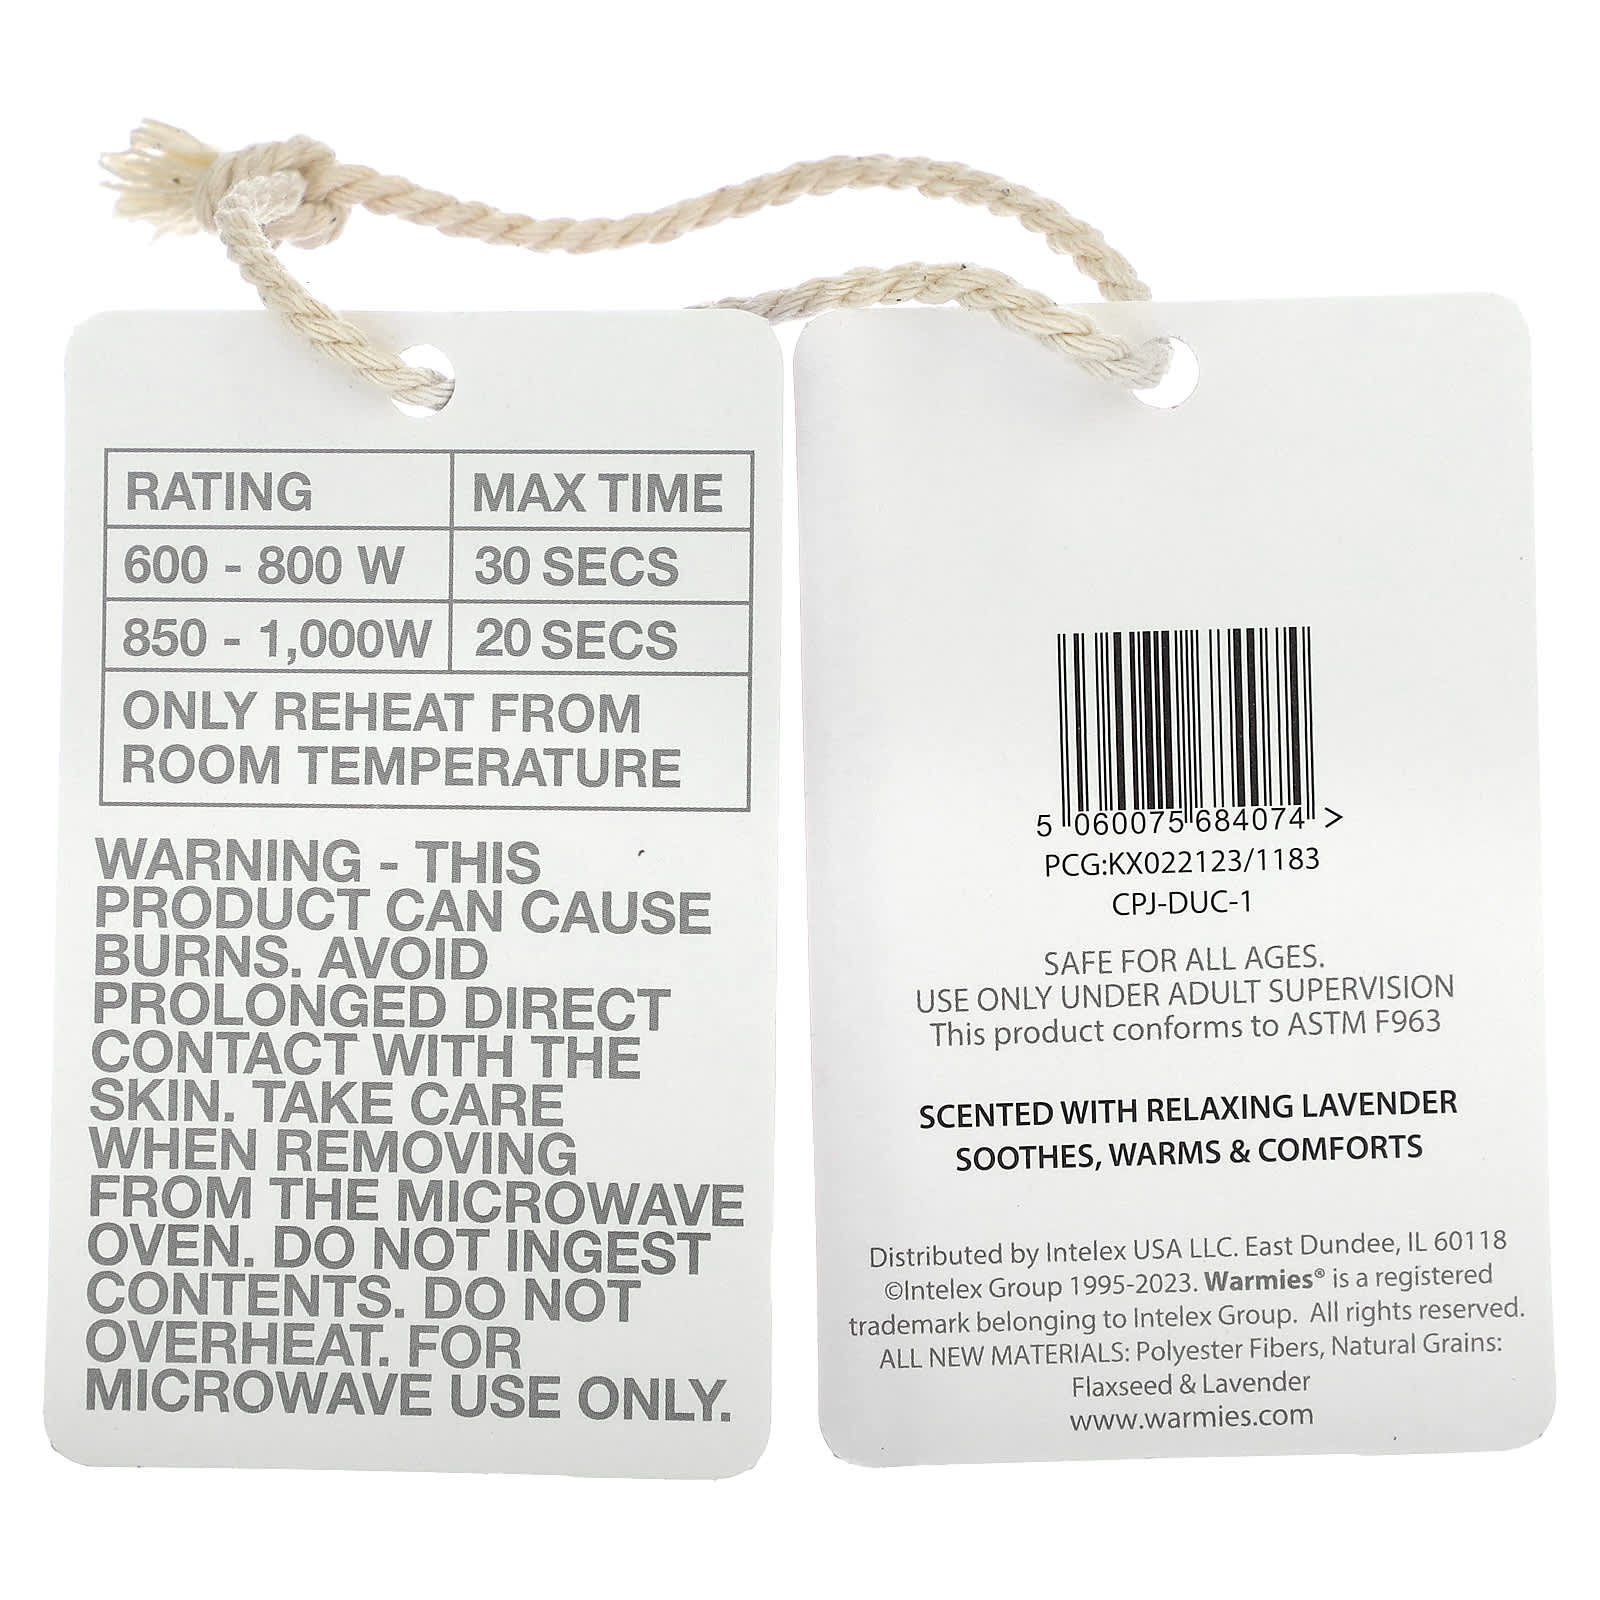 RATING MAX TIME
600 - 800 W 30 SECS
850 - 1,000W 20 SECS
ONLY REHEAT FROM
ROOM TEMPERATURE
WARNING - THIS
PRODUCT CAN CAUSE
BURNS. AVOID
PROLONGED DIRECT
CONTACT WITH THE
SKIN. TAKE CARE
WHEN REMOVING
FROM THE MICROWAVE
OVEN. DO NOT INGEST
CONTENTS. DO NOT
OVERHEAT. FOR
MICROWAVE USE ONLY.
5 060075 684074 >
PCG:KX022123/1183
CPJ-DUC-1
SAFE FOR ALL AGES.
USE ONLY UNDER ADULT SUPERVISION
This product conforms to ASTM F963
SCENTED WITH RELAXING LAVENDER
SOOTHES, WARMS & COMFORTS
Distributed by Intelex USA LLC. East Dundee, IL 60118
©Intelex Group 1995-2023. Warmies® is a registered
trademark belonging to Intelex Group. All rights reserved.
ALL NEW MATERIALS: Polyester Fibers, Natural Grains:
Flaxseed & Lavender
www.warmies.com